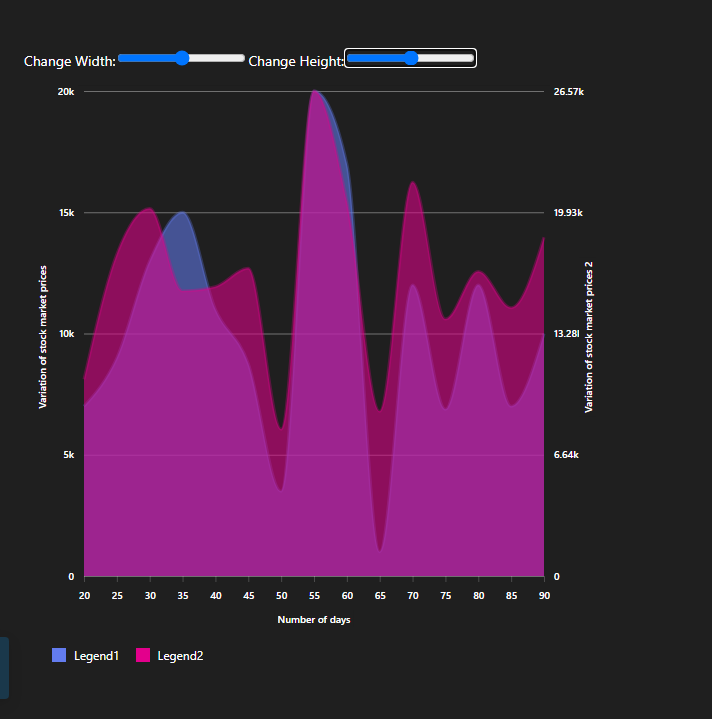 Change Width: Change Height:
20k 26.57k
15k 19.93k
Variation of stock market prices
Variation of stock market prices 2
10k 13.28
5k 6.64k
0 0
20 25 30 35 40 45 50 55 60 65 70 75 80 85 90
Number of days
Legend1 Legend2